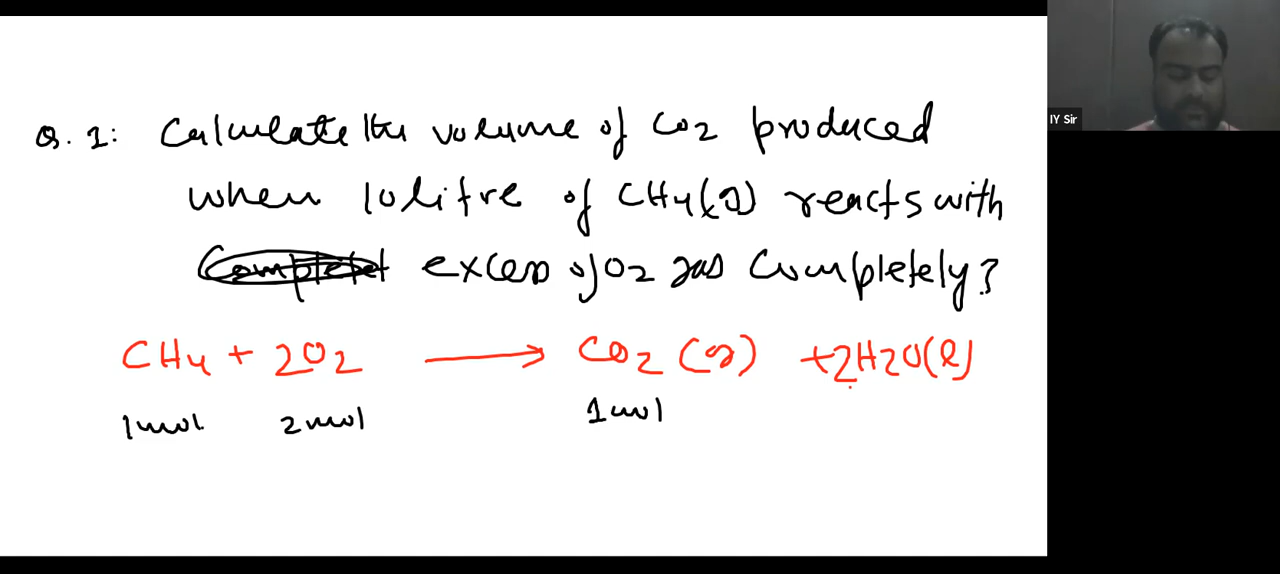 Q. 1: Calculate the volume of CO2 produced
when 10 litre of CH4(g) reacts with
excess of O2 gas Completely?
CH4 + 2O2 → CO2 (g) + 2H2O(l)
1mol 2mol 1mol
IY Sir